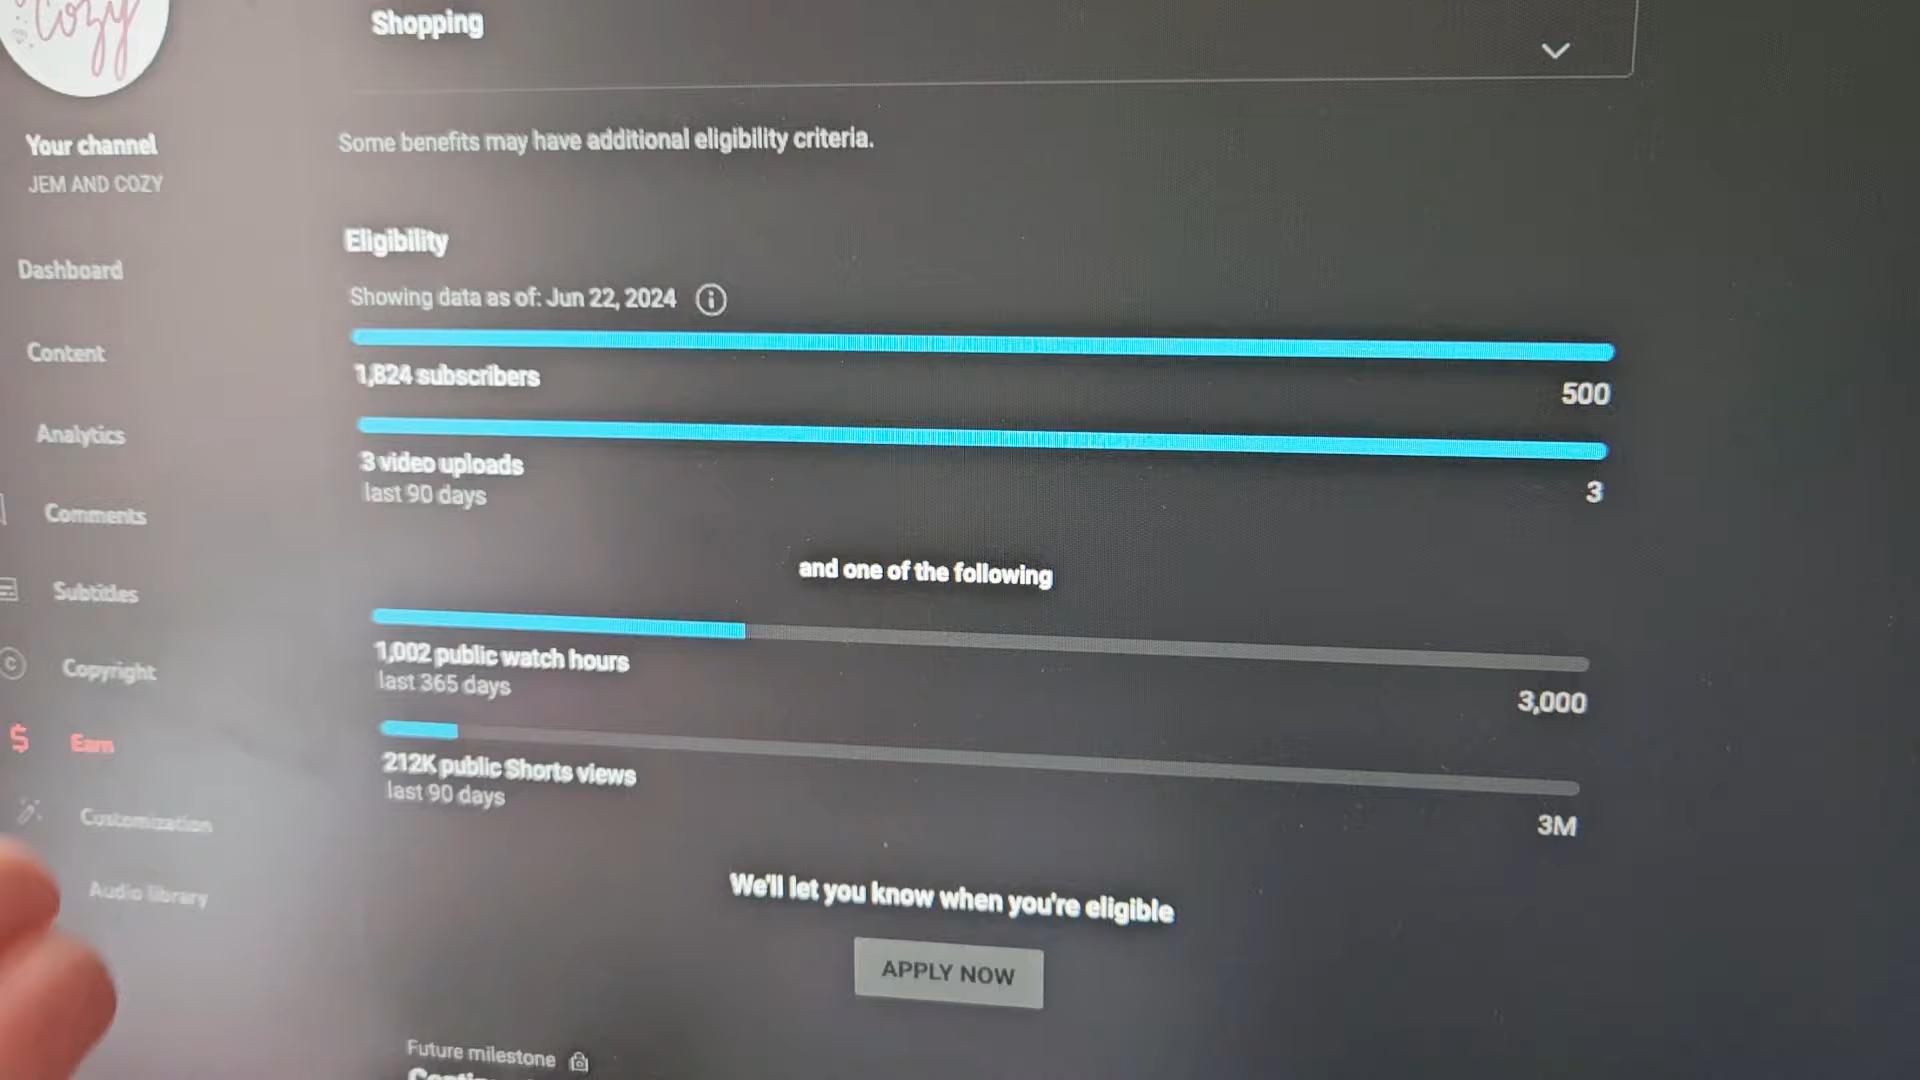 Cozy
Shopping
Your channel
JEM AND COZY
Some benefits may have additional eligibility criteria.
Eligibility
Dashboard
Showing data as of: Jun 22, 2024
Content
1,824 subscribers
500
Analytics
3 video uploads
last 90 days
3
Comments
and one of the following
Subtitles
1,002 public watch hours
last 365 days
3,000
Copyright
Earn
212K public Shorts views
last 90 days
3M
Customization
We'll let you know when you're eligible
Audio library
APPLY NOW
Future milestone